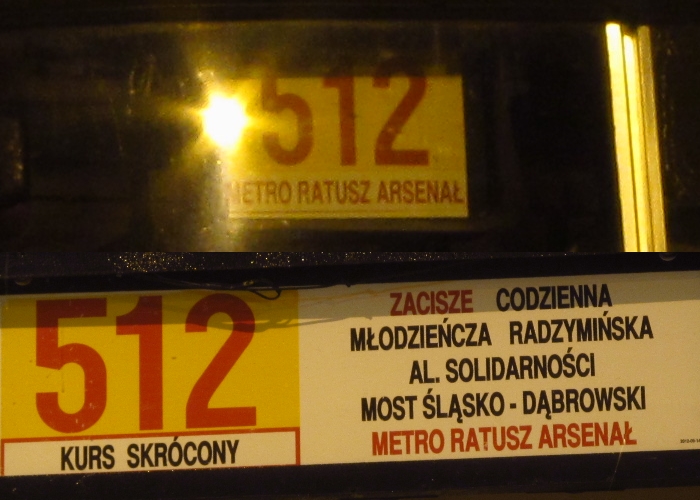 512
METRO RATUSZ ARSENAŁ
512
KURS SKRÓCONY
ZACISZE CODZIENNA
MŁODZIEŃCZA RADZYMIŃSKA
AL. SOLIDARNOŚCI
MOST ŚLĄSKO - DĄBROWSKI
METRO RATUSZ ARSENAŁ